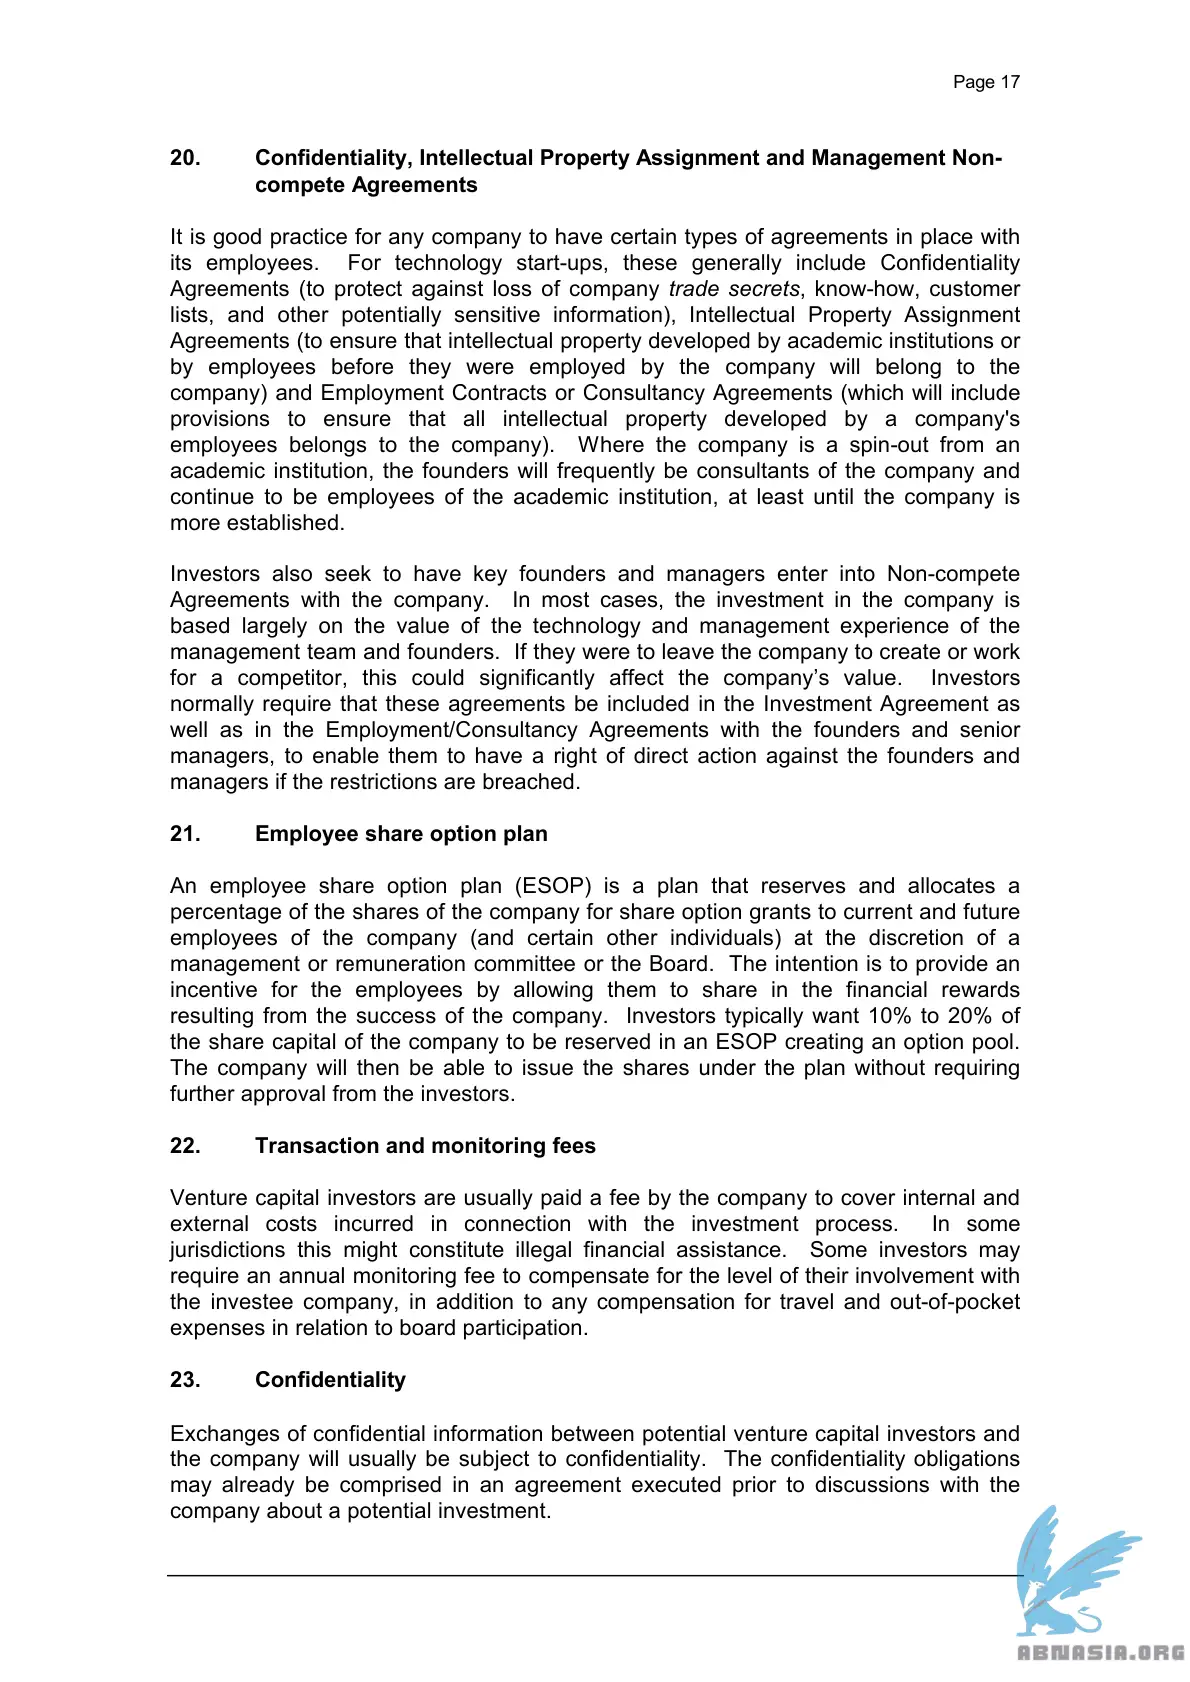 Page 17
20. Confidentiality, Intellectual Property Assignment and Management Non-
compete Agreements
It is good practice for any company to have certain types of agreements in place with
its employees. For technology start-ups, these generally include Confidentiality
Agreements (to protect against loss of company trade secrets, know-how, customer
lists, and other potentially sensitive information), Intellectual Property Assignment
Agreements (to ensure that intellectual property developed by academic institutions or
by employees before they were employed by the company will belong to the
company) and Employment Contracts or Consultancy Agreements (which will include
provisions to ensure that all intellectual property developed by a company's
employees belongs to the company). Where the company is a spin-out from an
academic institution, the founders will frequently be consultants of the company and
continue to be employees of the academic institution, at least until the company is
more established.
Investors also seek to have key founders and managers enter into Non-compete
Agreements with the company. In most cases, the investment in the company is
based largely on the value of the technology and management experience of the
management team and founders. If they were to leave the company to create or work
for a competitor, this could significantly affect the company’s value. Investors
normally require that these agreements be included in the Investment Agreement as
well as in the Employment/Consultancy Agreements with the founders and senior
managers, to enable them to have a right of direct action against the founders and
managers if the restrictions are breached.
21. Employee share option plan
An employee share option plan (ESOP) is a plan that reserves and allocates a
percentage of the shares of the company for share option grants to current and future
employees of the company (and certain other individuals) at the discretion of a
management or remuneration committee or the Board. The intention is to provide an
incentive for the employees by allowing them to share in the financial rewards
resulting from the success of the company. Investors typically want 10% to 20% of
the share capital of the company to be reserved in an ESOP creating an option pool.
The company will then be able to issue the shares under the plan without requiring
further approval from the investors.
22. Transaction and monitoring fees
Venture capital investors are usually paid a fee by the company to cover internal and
external costs incurred in connection with the investment process. In some
jurisdictions this might constitute illegal financial assistance. Some investors may
require an annual monitoring fee to compensate for the level of their involvement with
the investee company, in addition to any compensation for travel and out-of-pocket
expenses in relation to board participation.
23. Confidentiality
Exchanges of confidential information between potential venture capital investors and
the company will usually be subject to confidentiality. The confidentiality obligations
may already be comprised in an agreement executed prior to discussions with the
company about a potential investment.
ABNASIA.ORG